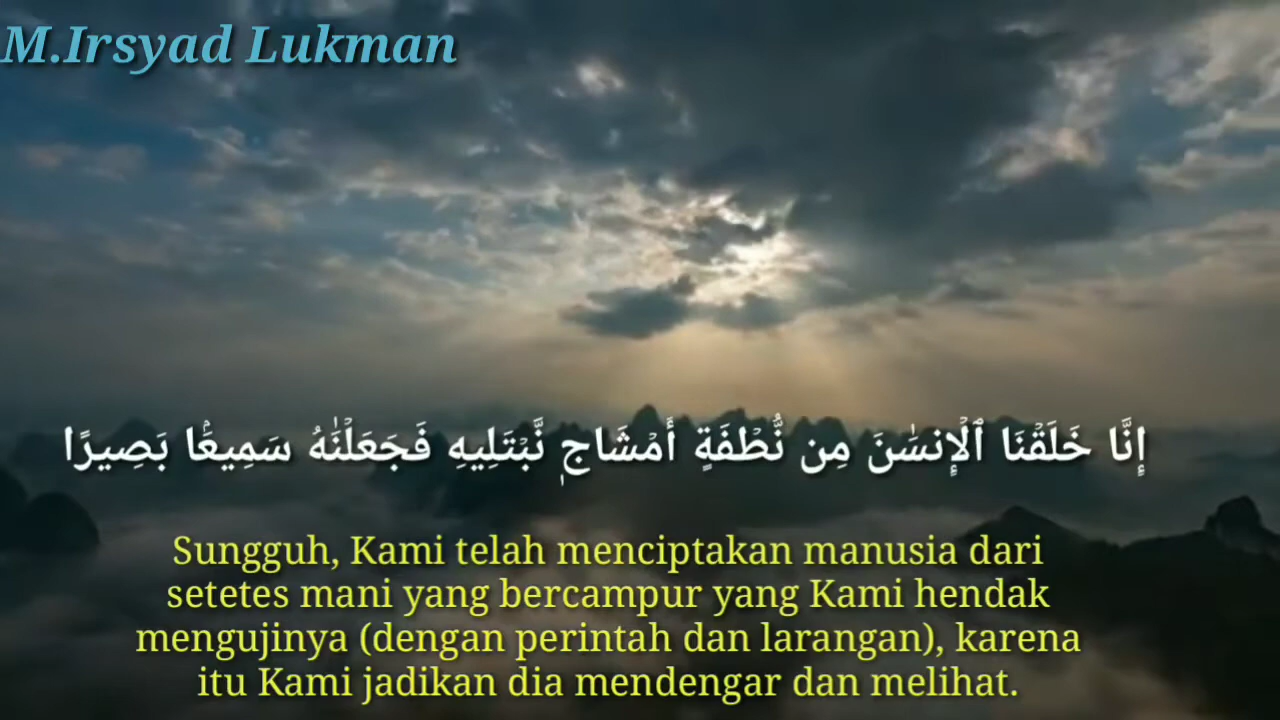 M.Irsyad Lukman
إِنَّا خَلَقْنَا ٱلْإِنسَٰنَ مِن نُّطْفَةٍ أَمْشَاجٍ نَّبْتَلِيهِ فَجَعَلْنَٰهُ سَمِيعًۢا بَصِيرًا
Sungguh, Kami telah menciptakan manusia dari
setetes mani yang bercampur yang Kami hendak
mengujinya (dengan perintah dan larangan), karena
itu Kami jadikan dia mendengar dan melihat.